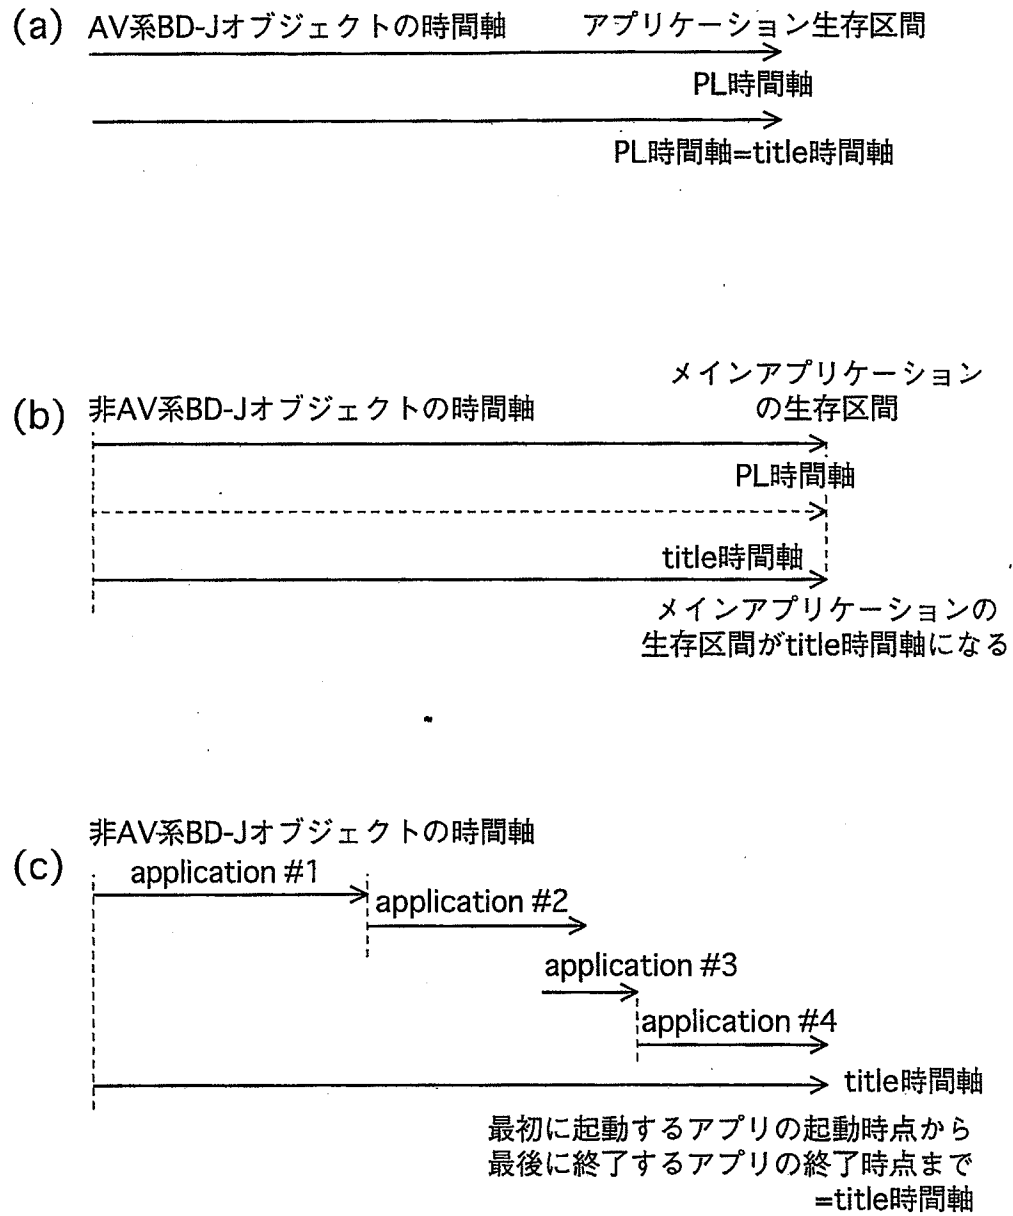 (a) AV系BD-Jオブジェクトの時間軸 アプリケーション生存区間
PL時間軸
PL時間軸=title時間軸
メインアプリケーション
の生存区間
(b) 非AV系BD-Jオブジェクトの時間軸
PL時間軸
title時間軸
メインアプリケーションの
生存区間がtitle時間軸になる
非AV系BD-Jオブジェクトの時間軸
(c) application #1
application #2
application #3
application #4
title時間軸
最初に起動するアプリの起動時点から
最後に終了するアプリの終了時点まで
=title時間軸